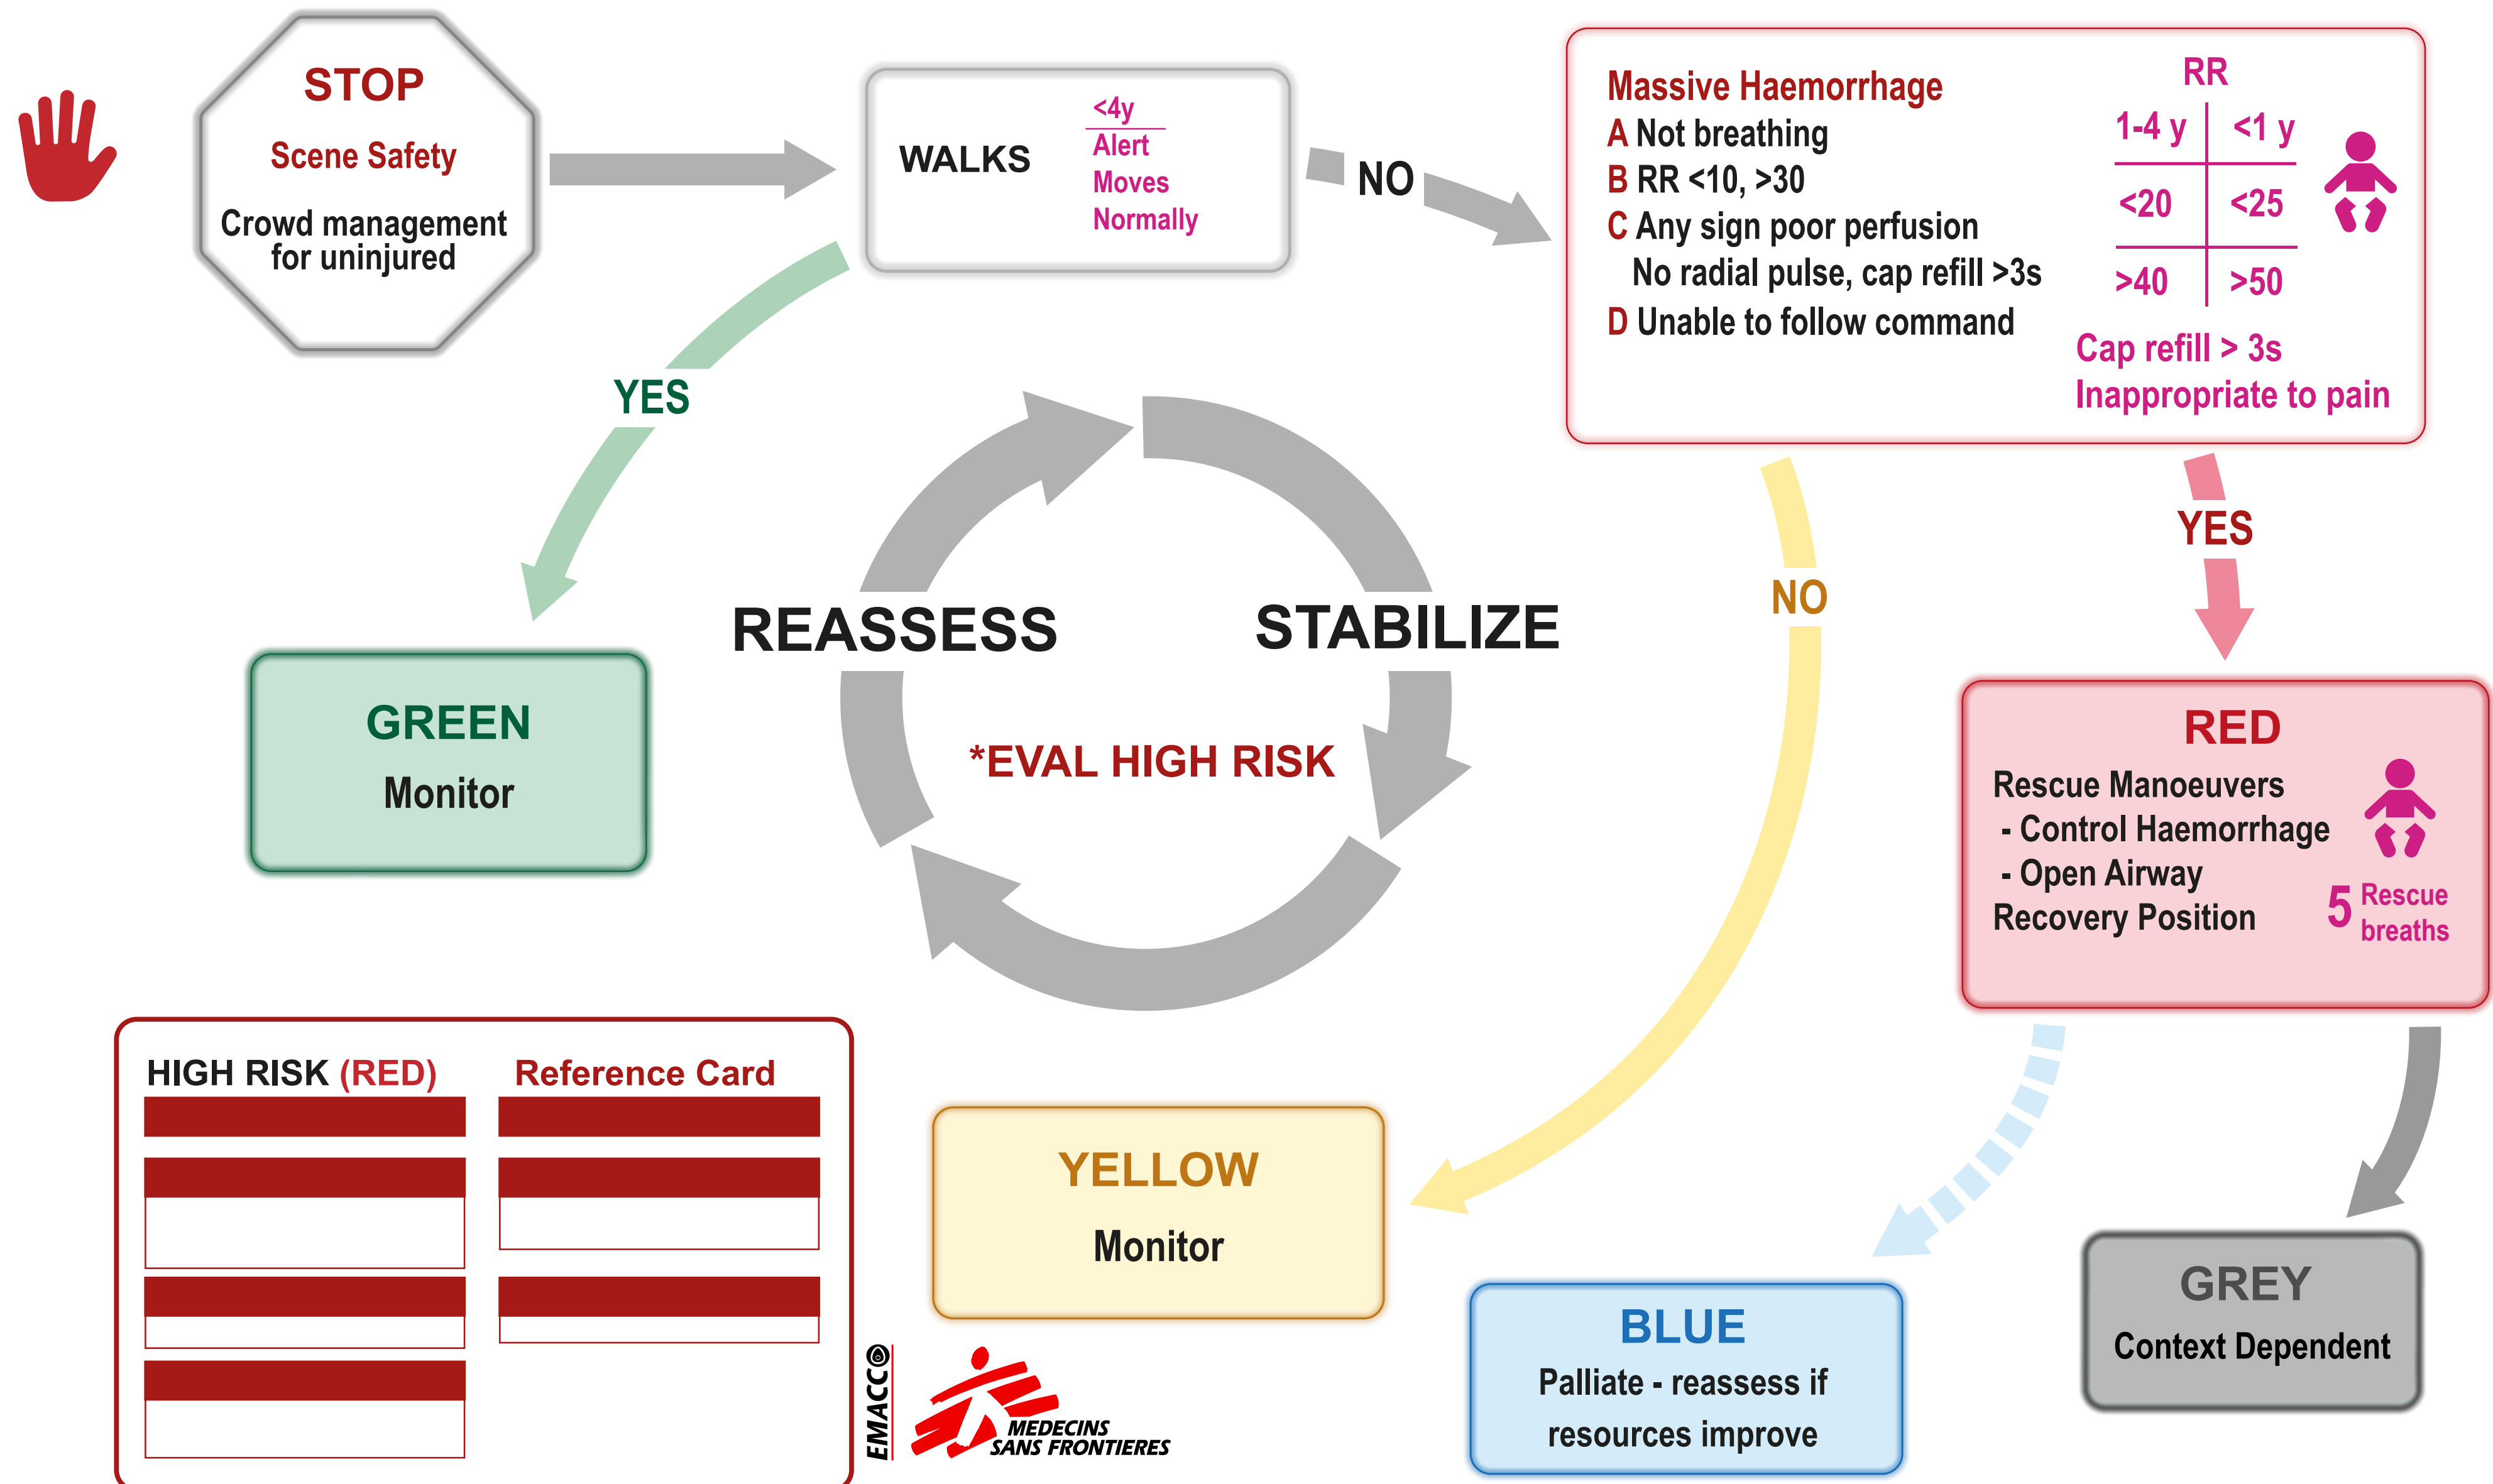 STOP
Scene Safety
Crowd management
for uninjured
WALKS
<4y
Alert
Moves
Normally
NO
YES
Massive Haemorrhage
A Not breathing
B RR <10, >30
C Any sign poor perfusion
No radial pulse, cap refill >3s
D Unable to follow command
RR
1-4 y <1 y
<20 <25
>40 >50
Cap refill > 3s
Inappropriate to pain
YES
NO
REASSESS
STABILIZE
*EVAL HIGH RISK
GREEN
Monitor
RED
Rescue Manoeuvers
- Control Haemorrhage
- Open Airway
Recovery Position
5 Rescue
breaths
HIGH RISK (RED)
Reference Card
YELLOW
Monitor
BLUE
Palliate - reassess if
resources improve
GREY
Context Dependent
EMACC
MEDECINS
SANS FRONTIERES